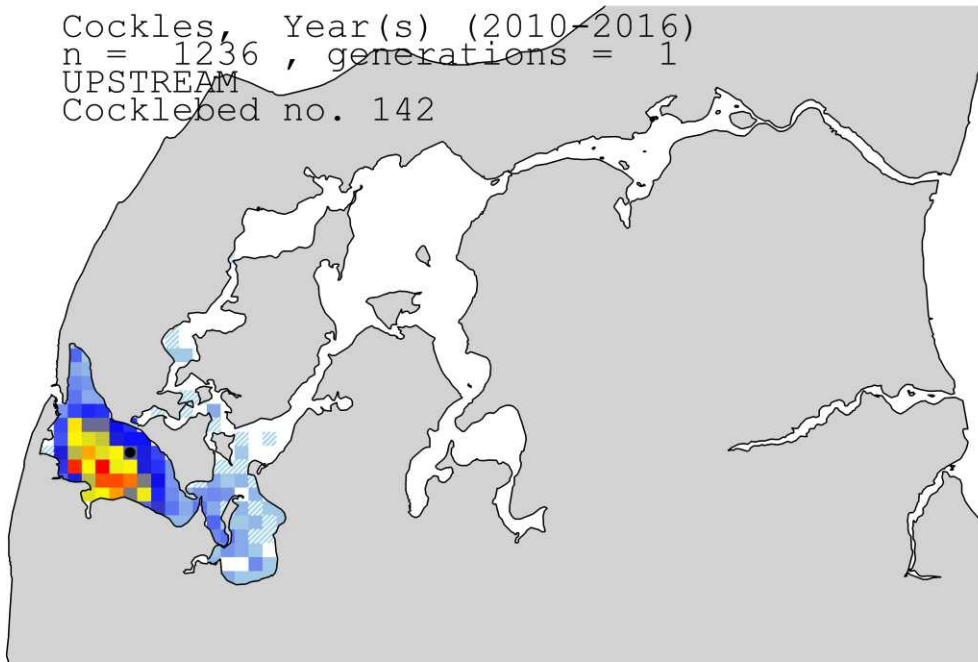 Cockles, Year(s) (2010-2016)
n = 1236 , generations = 1
UPSTREAM
Cocklebed no. 142